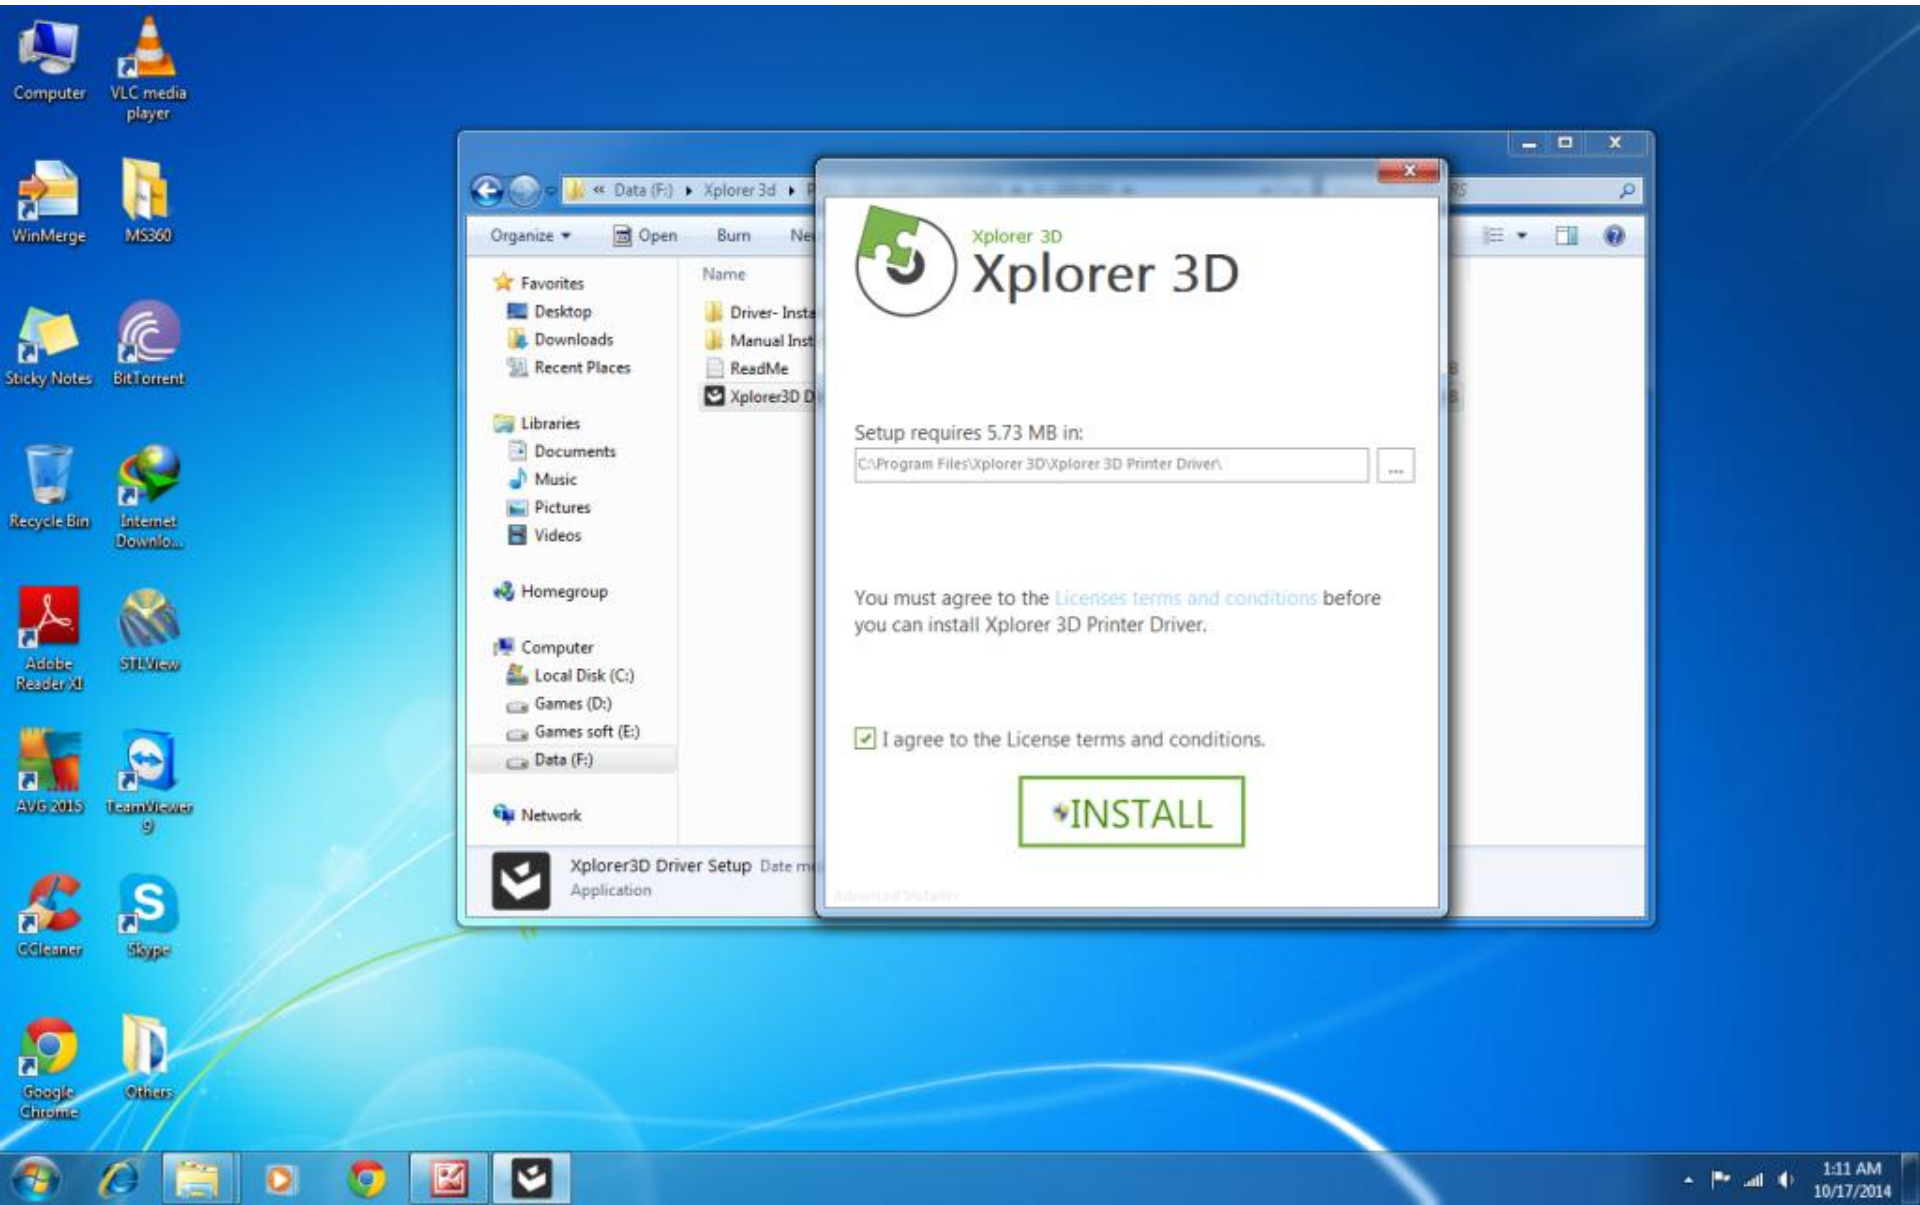 Computer
VLC media
player
WinMerge
MS360
Sticky Notes
BitTorrent
Recycle Bin
Internet
Downlo...
Adobe
Reader XI
STLView
AVG 2015
TeamViewer
9
CCleaner
Skype
Google
Chrome
Others
« Data (F:) ▸ Xplorer 3d ▸
Organize
Open
Burn
Favorites
Desktop
Downloads
Recent Places
Libraries
Documents
Music
Pictures
Videos
Homegroup
Computer
Local Disk (C:)
Games (D:)
Games soft (E:)
Data (F:)
Network
Name
Driver- Insta
Manual Inst
ReadMe
Xplorer3D D
Xplorer3D Driver Setup Date m
Application
Xplorer 3D
Xplorer 3D
Setup requires 5.73 MB in:
C:\Program Files\Xplorer 3D\Xplorer 3D Printer Driver\
...
You must agree to the Licenses terms and conditions before
you can install Xplorer 3D Printer Driver.
I agree to the License terms and conditions.
INSTALL
Advanced Installer
1:11 AM
10/17/2014